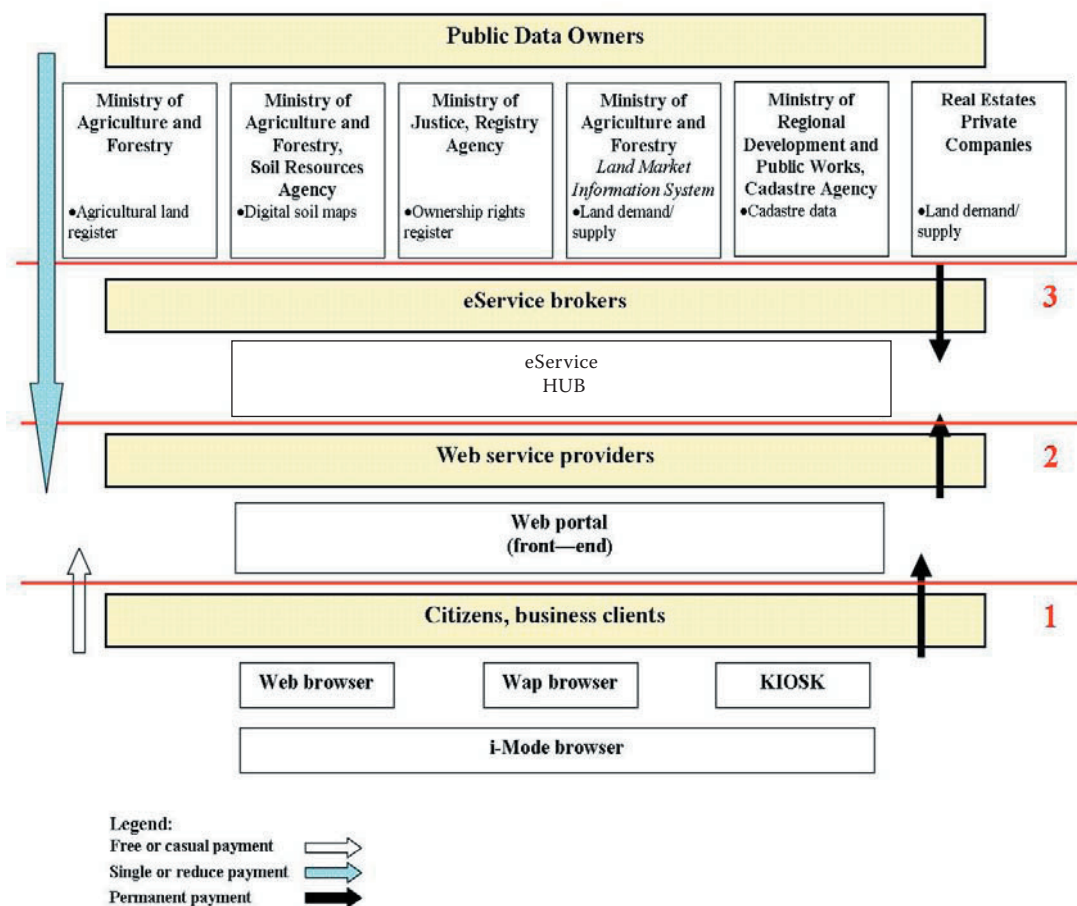 Public Data Owners
Ministry of
Agriculture and
Forestry
•Agricultural land
register
Ministry of
Agriculture and
Forestry,
Soil Resources
Agency
•Digital soil maps
Ministry of
Justice, Registry
Agency
•Ownership rights
register
Ministry of
Agriculture and
Forestry
Land Market
Information System
•Land demand/
supply
Ministry of
Regional
Development and
Public Works,
Cadastre Agency
•Cadastre data
Real Estates
Private
Companies
•Land demand/
supply
eService brokers
3
eService
HUB
Web service providers
2
Web portal
(front—end)
Citizens, business clients
1
Web browser
Wap browser
KIOSK
i-Mode browser
Legend:
Free or casual payment
Single or reduce payment
Permanent payment